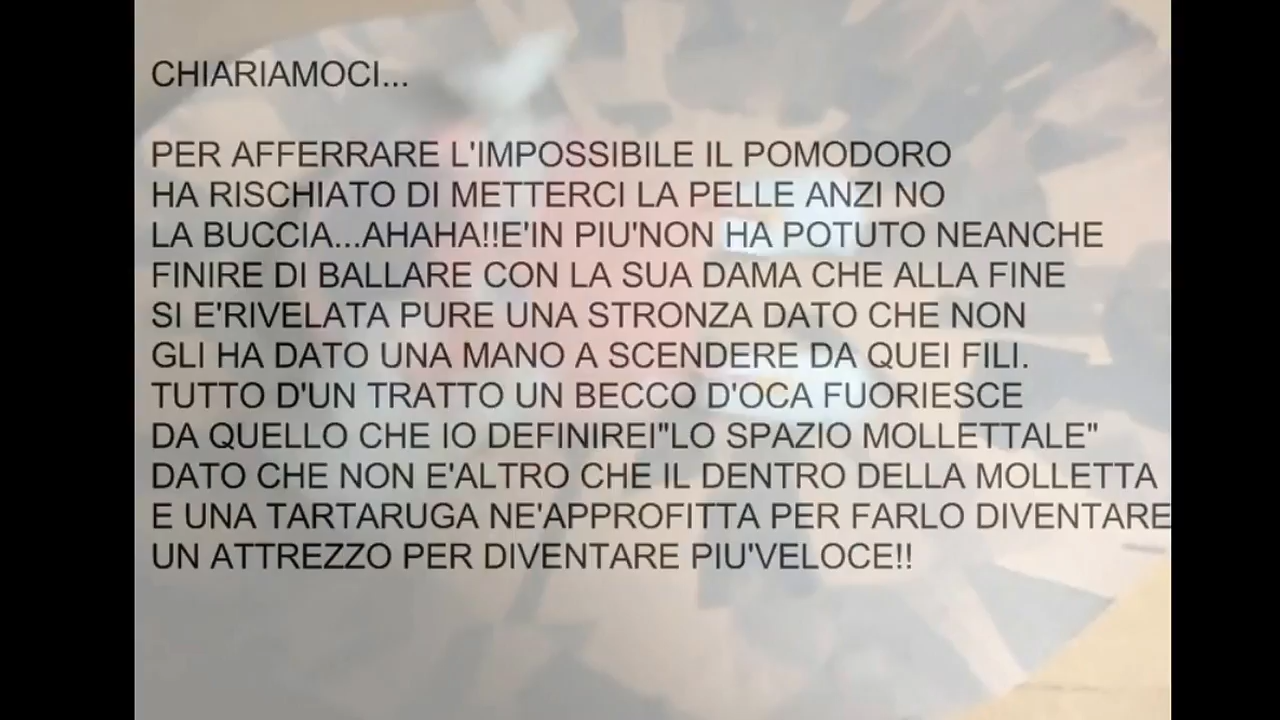 CHIARIAMOCI...
PER AFFERRARE L'IMPOSSIBILE IL POMODORO
HA RISCHIATO DI METTERCI LA PELLE ANZI NO
LA BUCCIA...AHAHA!!E'IN PIU'NON HA POTUTO NEANCHE
FINIRE DI BALLARE CON LA SUA DAMA CHE ALLA FINE
SI E'RIVELATA PURE UNA STRONZA DATO CHE NON
GLI HA DATO UNA MANO A SCENDERE DA QUEI FILI.
TUTTO D'UN TRATTO UN BECCO D'OCA FUORIESCE
DA QUELLO CHE IO DEFINIREI"LO SPAZIO MOLLETTALE"
DATO CHE NON E'ALTRO CHE IL DENTRO DELLA MOLLETTA
E UNA TARTARUGA NE'APPROFITTA PER FARLO DIVENTARE
UN ATTREZZO PER DIVENTARE PIU'VELOCE!!